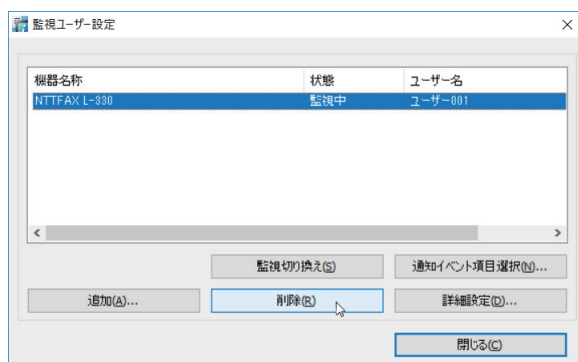 監視ユーザー設定
機器名称 状態 ユーザー名
NTTFAX L-330 監視中 ユーザー001
監視切り換え(S) 通知イベント項目選択(N)...
追加(A)... 削除(R) 詳細設定(D)...
閉じる(C)